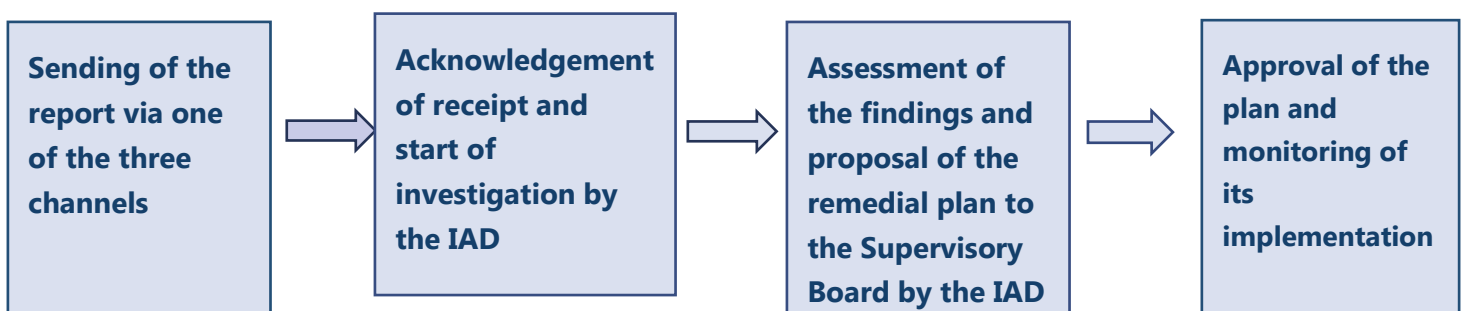 Sending of the
report via one
of the three
channels
Acknowledgement
of receipt and
start of
investigation by
the IAD
Assessment of
the findings and
proposal of the
remedial plan to
the Supervisory
Board by the IAD
Approval of the
plan and
monitoring of
its
implementation